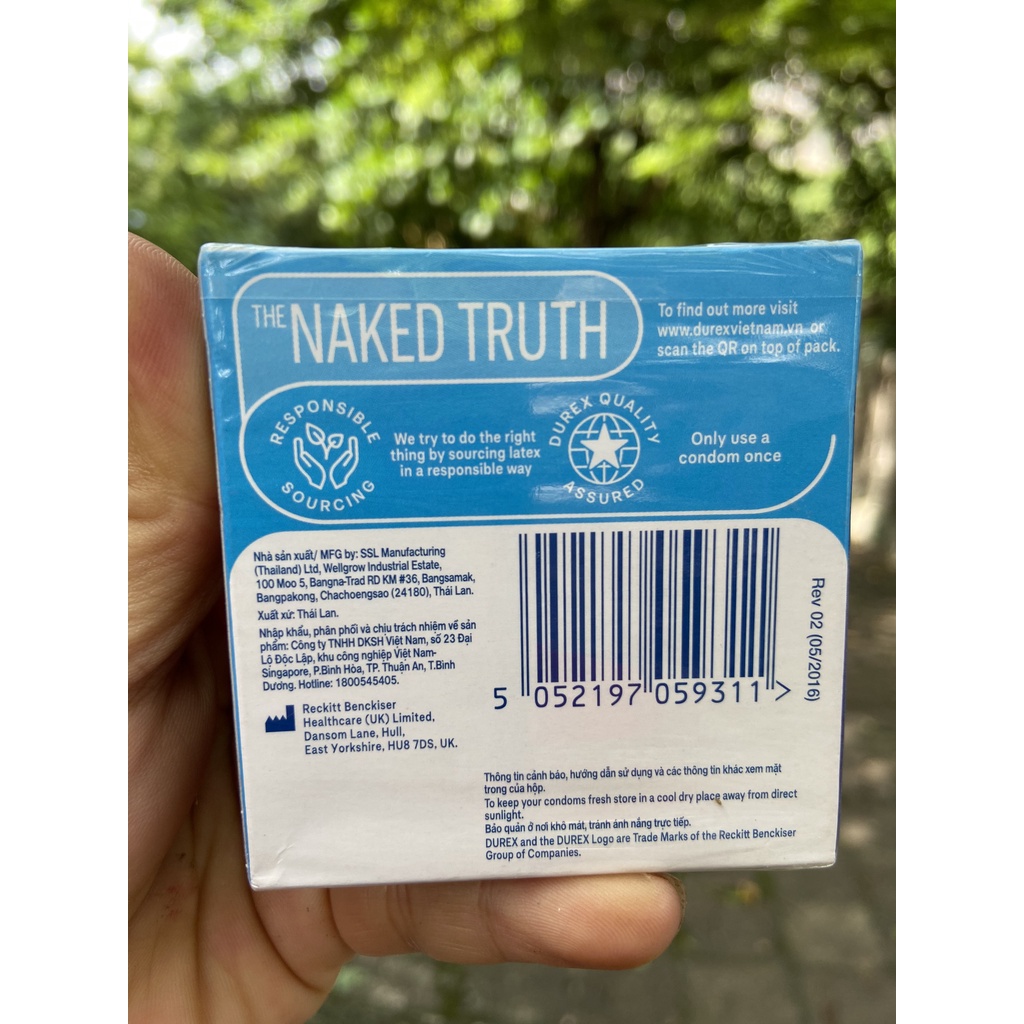 THE NAKED TRUTH
To find out more visit
www.durexvietnam.vn or
scan the QR on top of pack.
RESPONSIBLE
SOURCING
We try to do the right
thing by sourcing latex
in a responsible way
DUREX QUALITY
ASSURED
Only use a
condom once
Nhà sản xuất/ MFG by: SSL Manufacturing
(Thailand) Ltd, Wellgrow Industrial Estate,
100 Moo 5, Bangna-Trad RD KM #36, Bangsamak,
Bangpakong, Chachoengsao (24180), Thái Lan.
Xuất xứ: Thái Lan.
Nhập khẩu, phân phối và chịu trách nhiệm về sản
phẩm: Công ty TNHH DKSH Việt Nam, số 23 Đại
Lộ Độc Lập, khu công nghiệp Việt Nam-
Singapore, P.Bình Hòa, TP. Thuận An, T.Bình
Dương. Hotline: 1800545405.
Reckitt Benckiser
Healthcare (UK) Limited,
Dansom Lane, Hull,
East Yorkshire, HU8 7DS, UK.
5 052197 059311 >
Rev 02 (05/2016)
Thông tin cảnh báo, hướng dẫn sử dụng và các thông tin khác xem mặt
trong của hộp.
To keep your condoms fresh store in a cool dry place away from direct
sunlight.
Bảo quản ở nơi khô mát, tránh ánh nắng trực tiếp.
DUREX and the DUREX Logo are Trade Marks of the Reckitt Benckiser
Group of Companies.